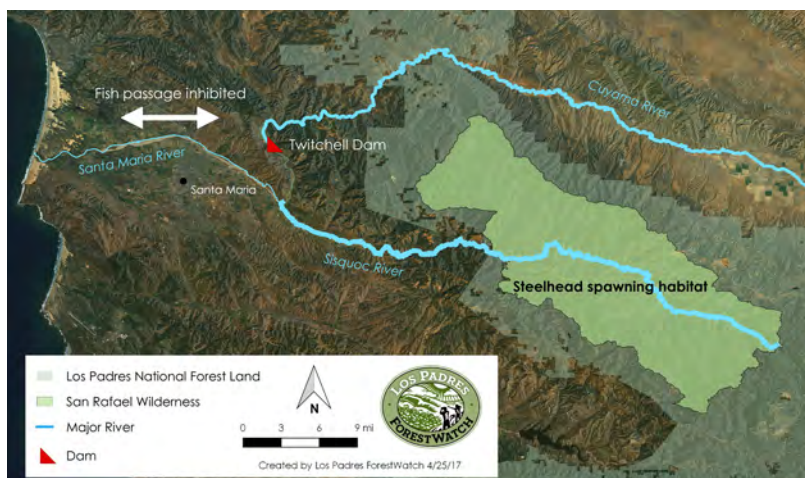 Fish passage inhibited
Cuyama River
Twitchell Dam
Santa Maria River
Santa Maria
Sisquoc River
Steelhead spawning habitat
Los Padres National Forest Land
San Rafael Wilderness
Major River
Dam
N
0 3 6 9 mi
LOS PADRES
FORESTWATCH
Created by Los Padres ForestWatch 4/25/17